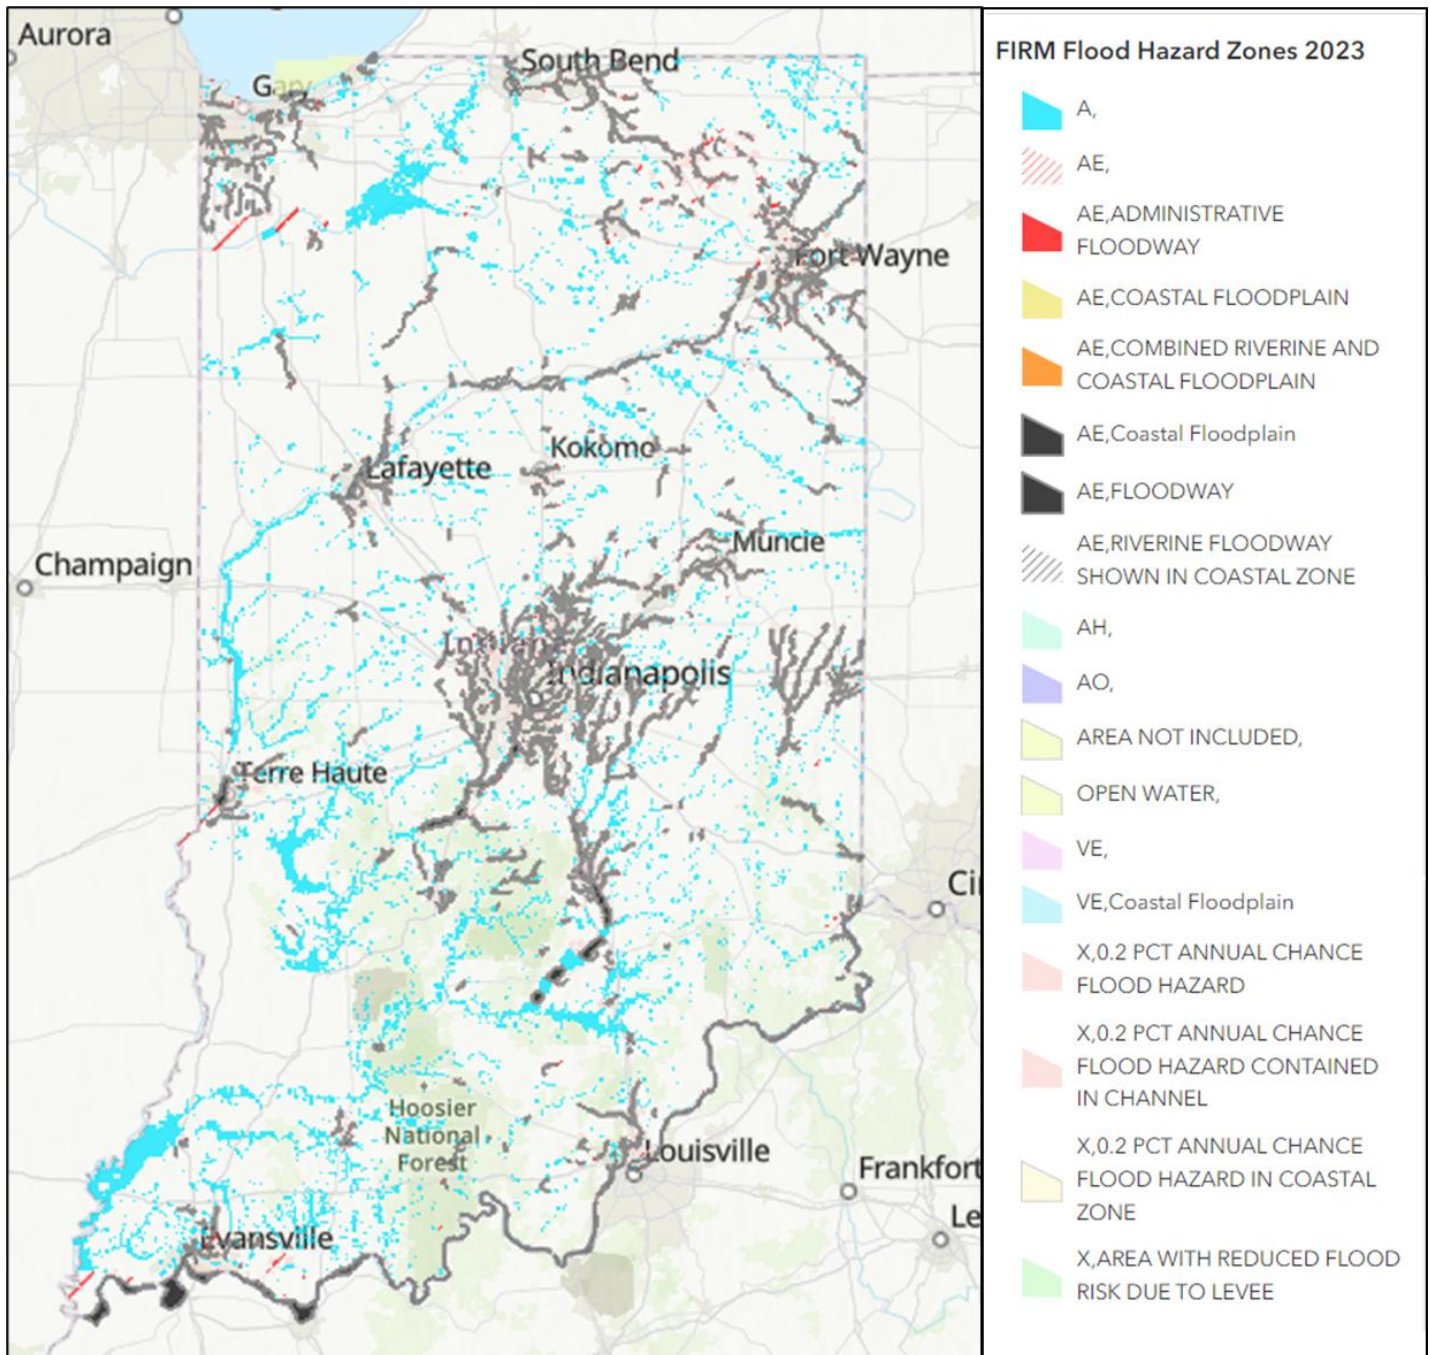 Aurora
South Bend
Gary
Fort Wayne
Kokomo
Lafayette
Muncie
Champaign
Indiana
Indianapolis
Terre Haute
Cin
Hoosier
National
Forest
Louisville
Frankfort
Le
Evansville
FIRM Flood Hazard Zones 2023
A,
AE,
AE,ADMINISTRATIVE
FLOODWAY
AE,COASTAL FLOODPLAIN
AE,COMBINED RIVERINE AND
COASTAL FLOODPLAIN
AE,Coastal Floodplain
AE,FLOODWAY
AE,RIVERINE FLOODWAY
SHOWN IN COASTAL ZONE
AH,
AO,
AREA NOT INCLUDED,
OPEN WATER,
VE,
VE,Coastal Floodplain
X,0.2 PCT ANNUAL CHANCE
FLOOD HAZARD
X,0.2 PCT ANNUAL CHANCE
FLOOD HAZARD CONTAINED
IN CHANNEL
X,0.2 PCT ANNUAL CHANCE
FLOOD HAZARD IN COASTAL
ZONE
X,AREA WITH REDUCED FLOOD
RISK DUE TO LEVEE